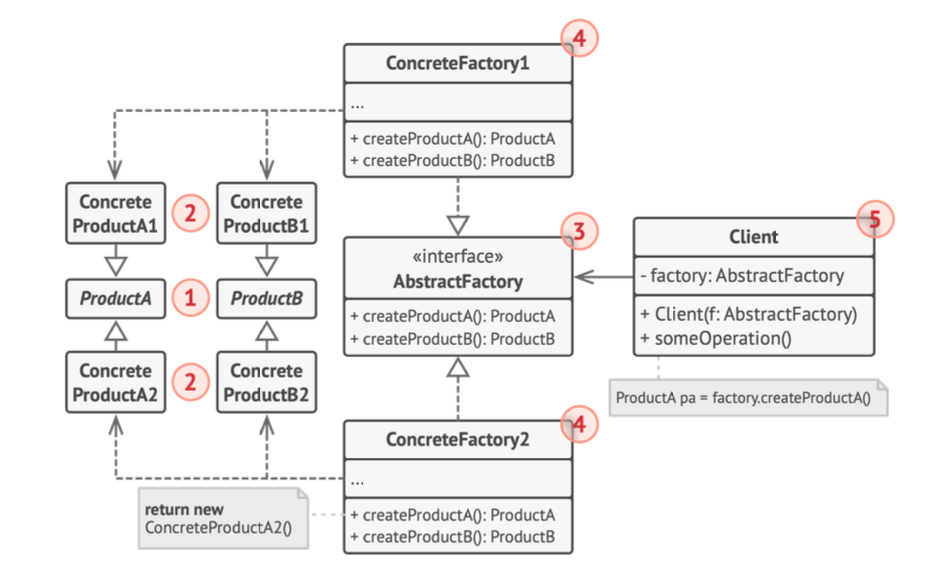 4
ConcreteFactory1
...
+ createProductA(): ProductA
+ createProductB(): ProductB
Concrete
ProductA1
2
Concrete
ProductB1
3
5
«interface»
AbstractFactory
Client
ProductA
1
ProductB
- factory: AbstractFactory
+ createProductA(): ProductA
+ createProductB(): ProductB
+ Client(f: AbstractFactory)
+ someOperation()
Concrete
ProductA2
2
Concrete
ProductB2
ProductA pa = factory.createProductA()
4
ConcreteFactory2
...
return new
ConcreteProductA2()
+ createProductA(): ProductA
+ createProductB(): ProductB